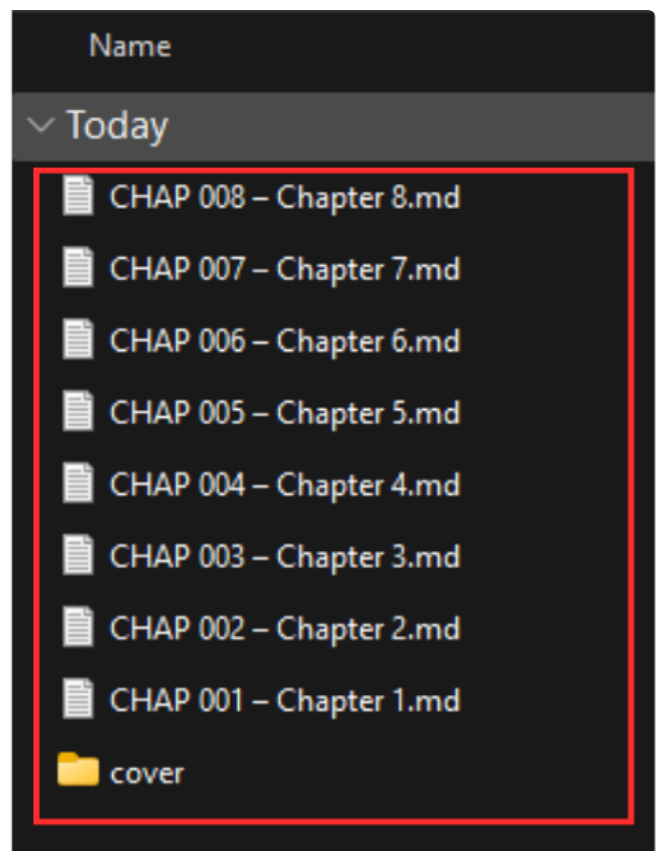 Name
Today
CHAP 008 – Chapter 8.md
CHAP 007 – Chapter 7.md
CHAP 006 – Chapter 6.md
CHAP 005 – Chapter 5.md
CHAP 004 – Chapter 4.md
CHAP 003 – Chapter 3.md
CHAP 002 – Chapter 2.md
CHAP 001 – Chapter 1.md
cover